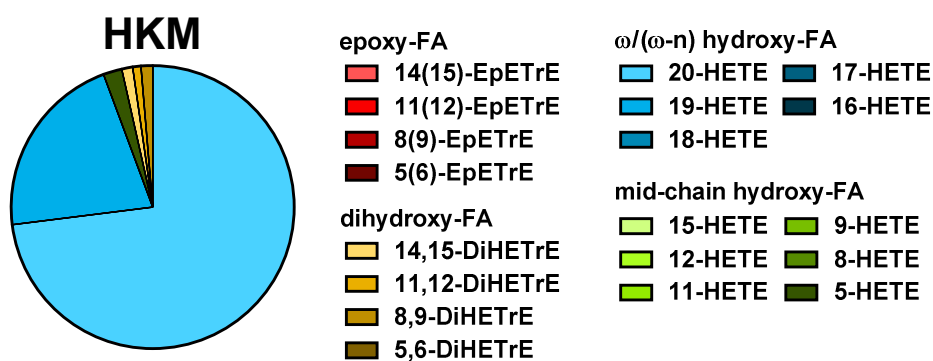 HKM
epoxy-FA
14(15)-EpETrE
11(12)-EpETrE
8(9)-EpETrE
5(6)-EpETrE
dihydroxy-FA
14,15-DiHETrE
11,12-DiHETrE
8,9-DiHETrE
5,6-DiHETrE
ω/(ω-n) hydroxy-FA
20-HETE
19-HETE
18-HETE
17-HETE
16-HETE
mid-chain hydroxy-FA
15-HETE
12-HETE
11-HETE
9-HETE
8-HETE
5-HETE